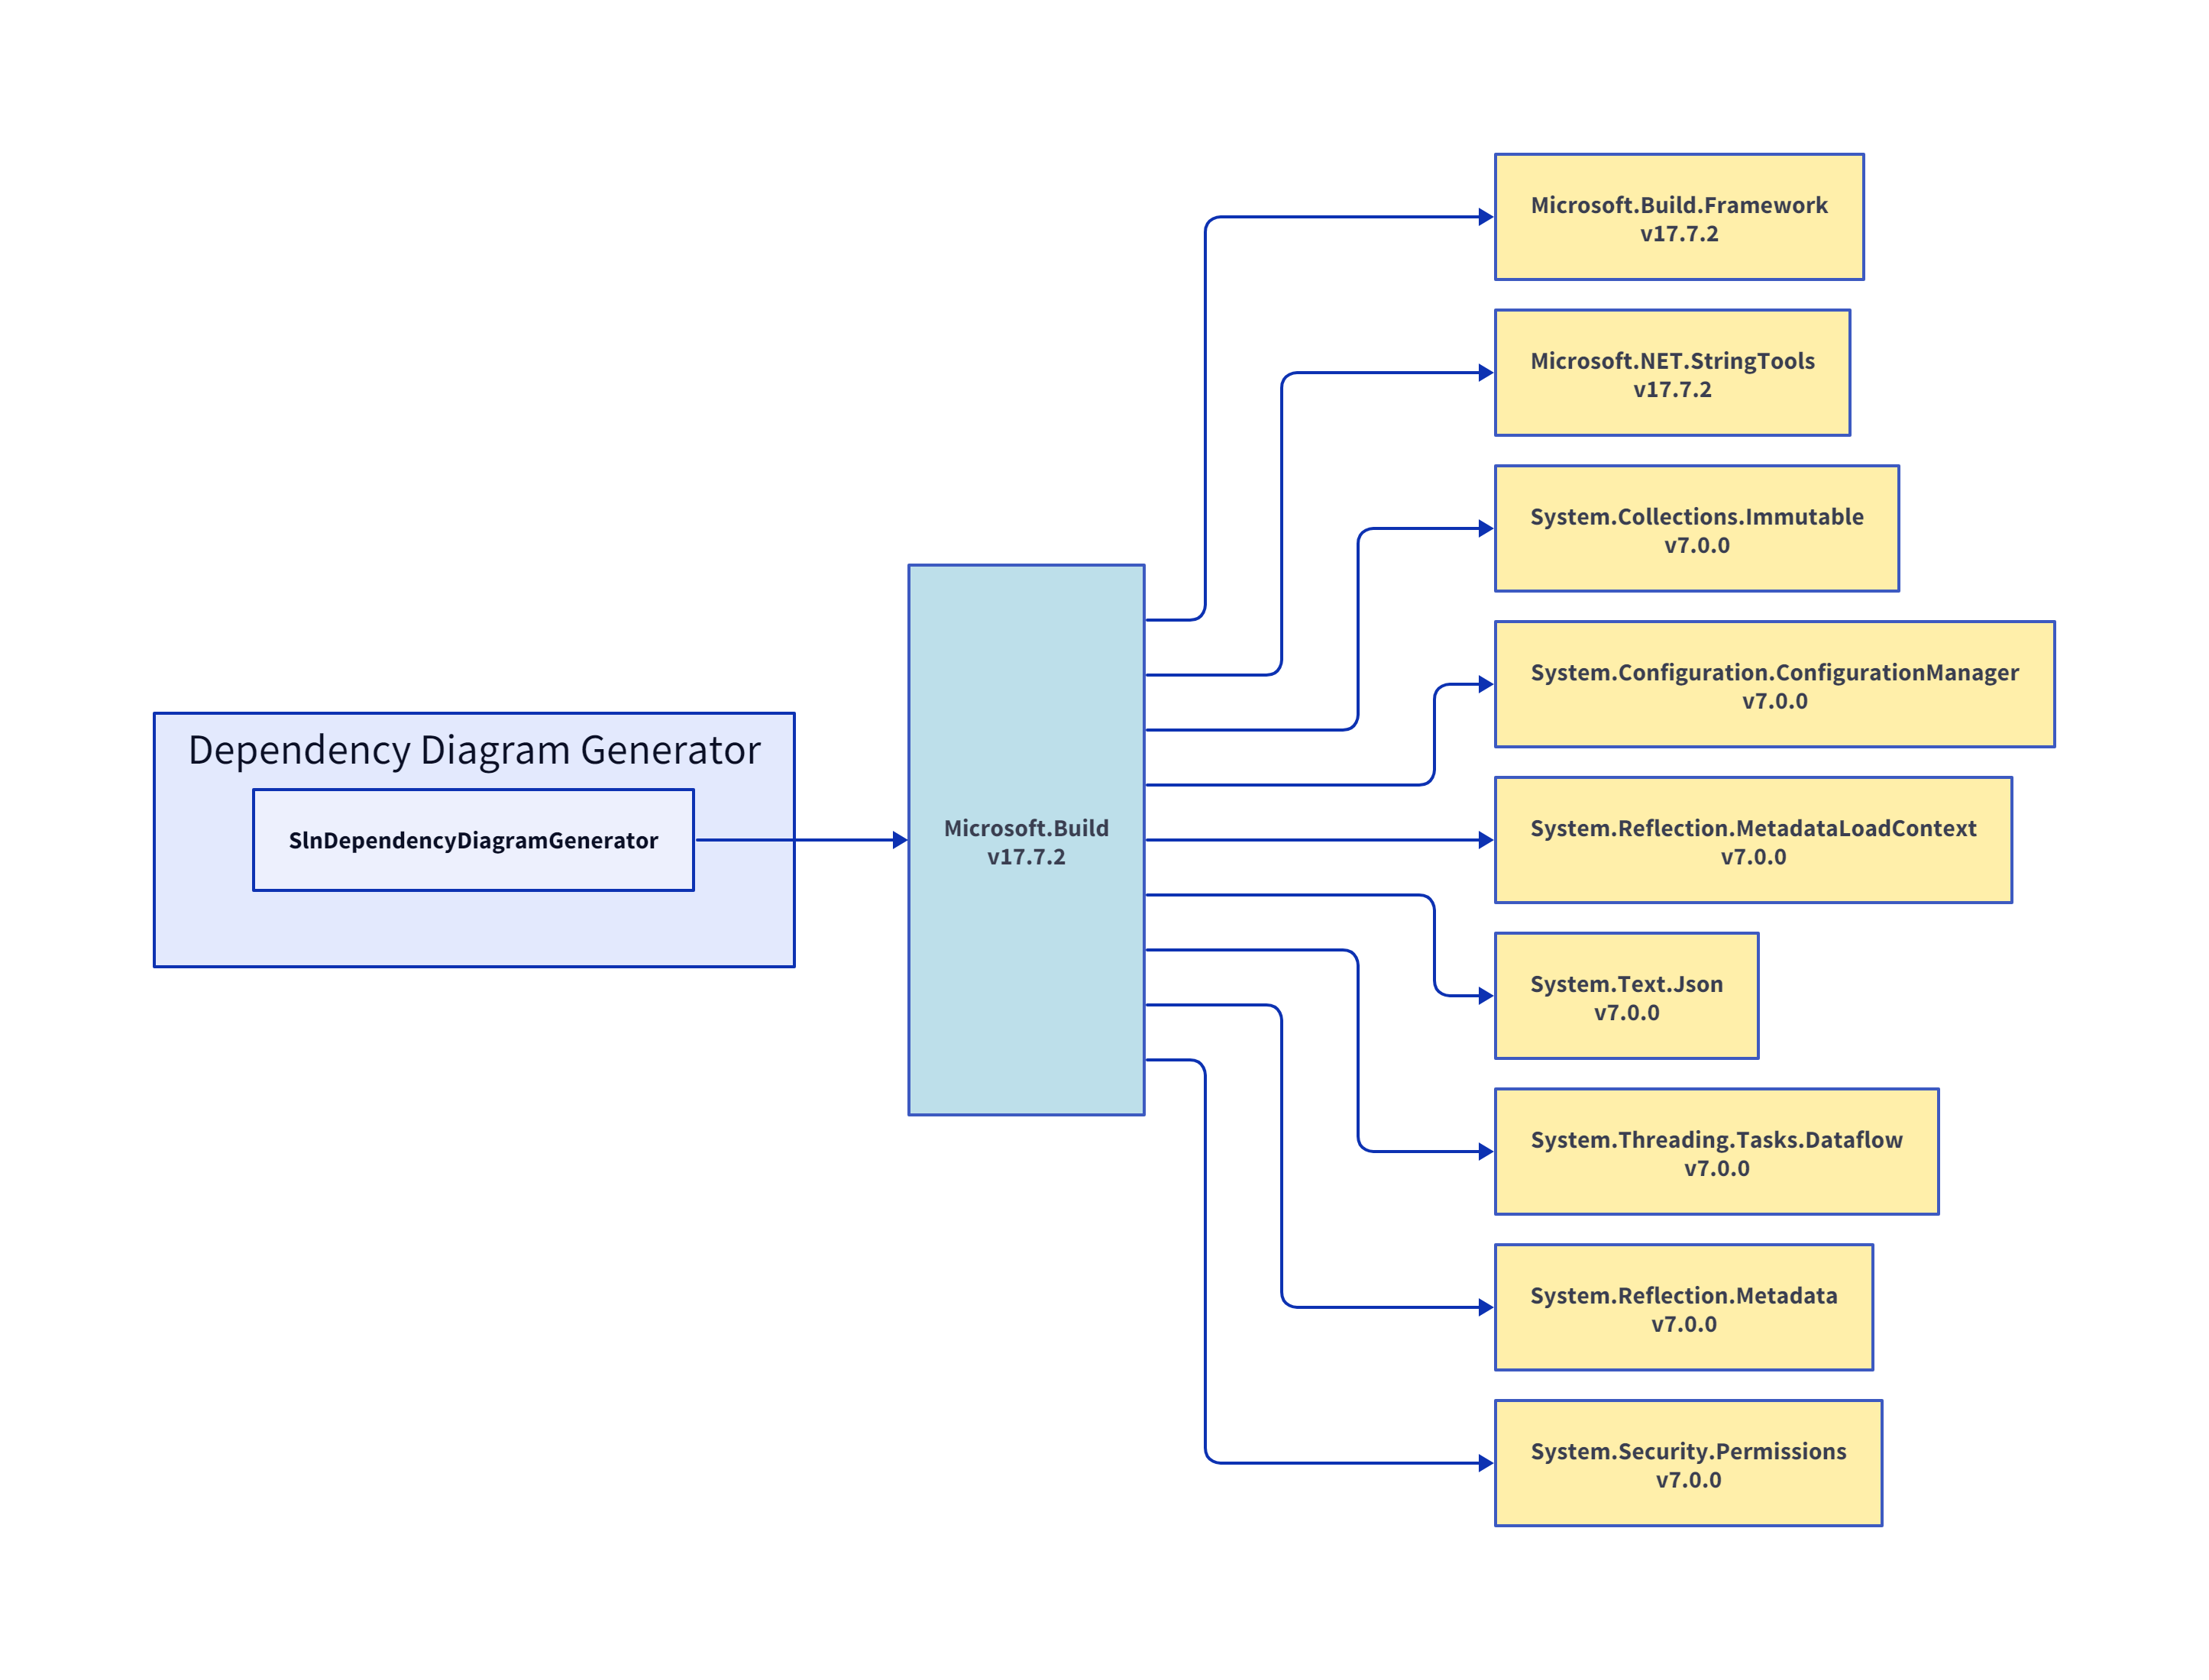 Dependency Diagram Generator
SlnDependencyDiagramGenerator
Microsoft.Build
v17.7.2
Microsoft.Build.Framework
v17.7.2
Microsoft.NET.StringTools
v17.7.2
System.Collections.Immutable
v7.0.0
System.Configuration.ConfigurationManager
v7.0.0
System.Reflection.MetadataLoadContext
v7.0.0
System.Text.Json
v7.0.0
System.Threading.Tasks.Dataflow
v7.0.0
System.Reflection.Metadata
v7.0.0
System.Security.Permissions
v7.0.0